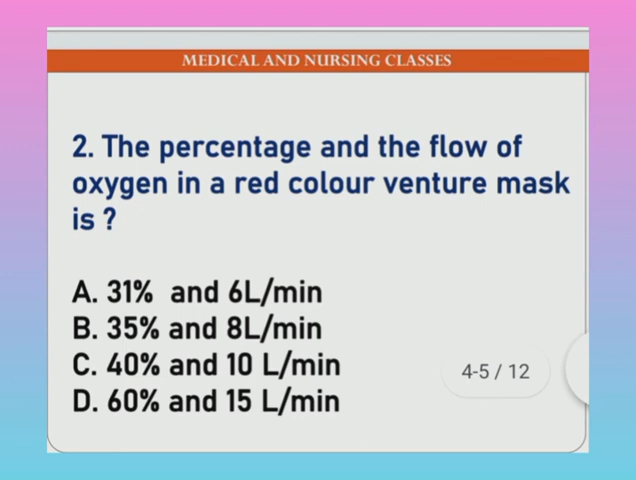 MEDICAL AND NURSING CLASSES
2. The percentage and the flow of
oxygen in a red colour venture mask
is ?
A. 31% and 6L/min
B. 35% and 8L/min
C. 40% and 10 L/min
D. 60% and 15 L/min
4-5 / 12